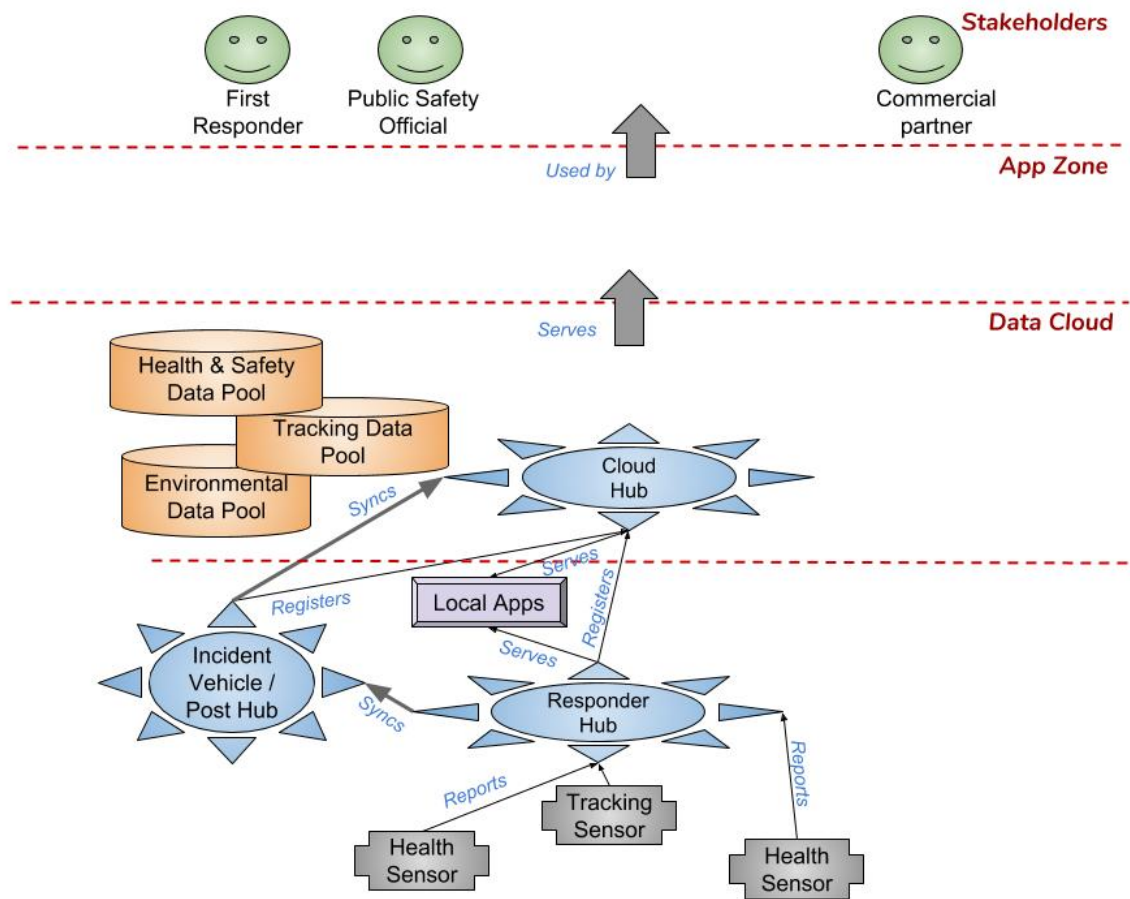 Stakeholders
First
Responder
Public Safety
Official
Commercial
partner
Used by
App Zone
Serves
Data Cloud
Health & Safety
Data Pool
Tracking Data
Pool
Environmental
Data Pool
Syncs
Cloud
Hub
Serves
Registers
Local Apps
Registers
Serves
Incident
Vehicle /
Post Hub
Syncs
Responder
Hub
Reports
Reports
Tracking
Sensor
Health
Sensor
Health
Sensor